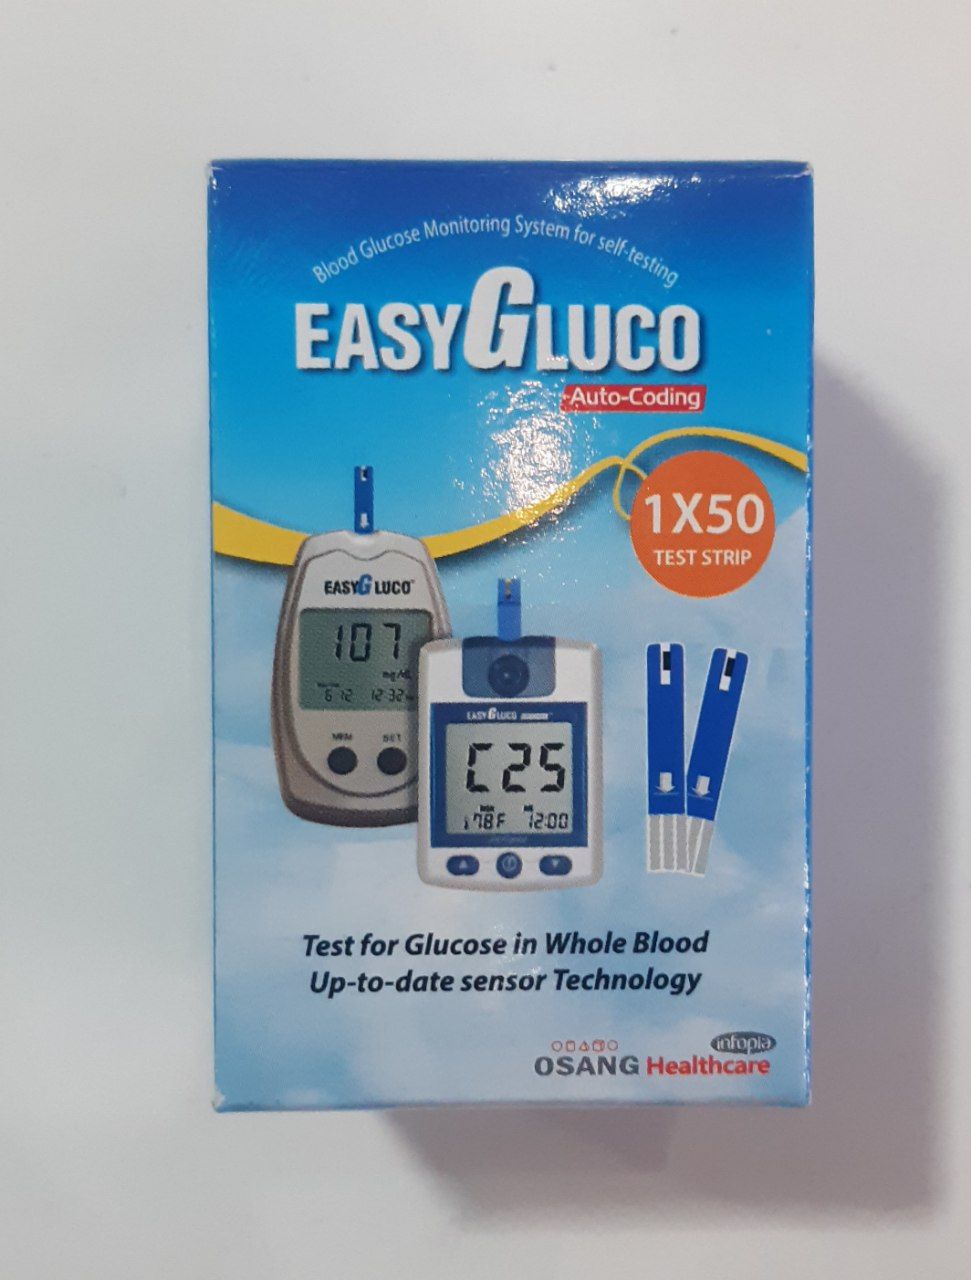 Blood Glucose Monitoring System for self-testing
EASYGLUCO
Auto-Coding
1X50
TEST STRIP
EASYGLUCO™
107
mg/dL
6 12 12:32
MEM SET
EASYGLUCO
C25
78F 12:00
Test for Glucose in Whole Blood
Up-to-date sensor Technology
infopia
OSANG Healthcare